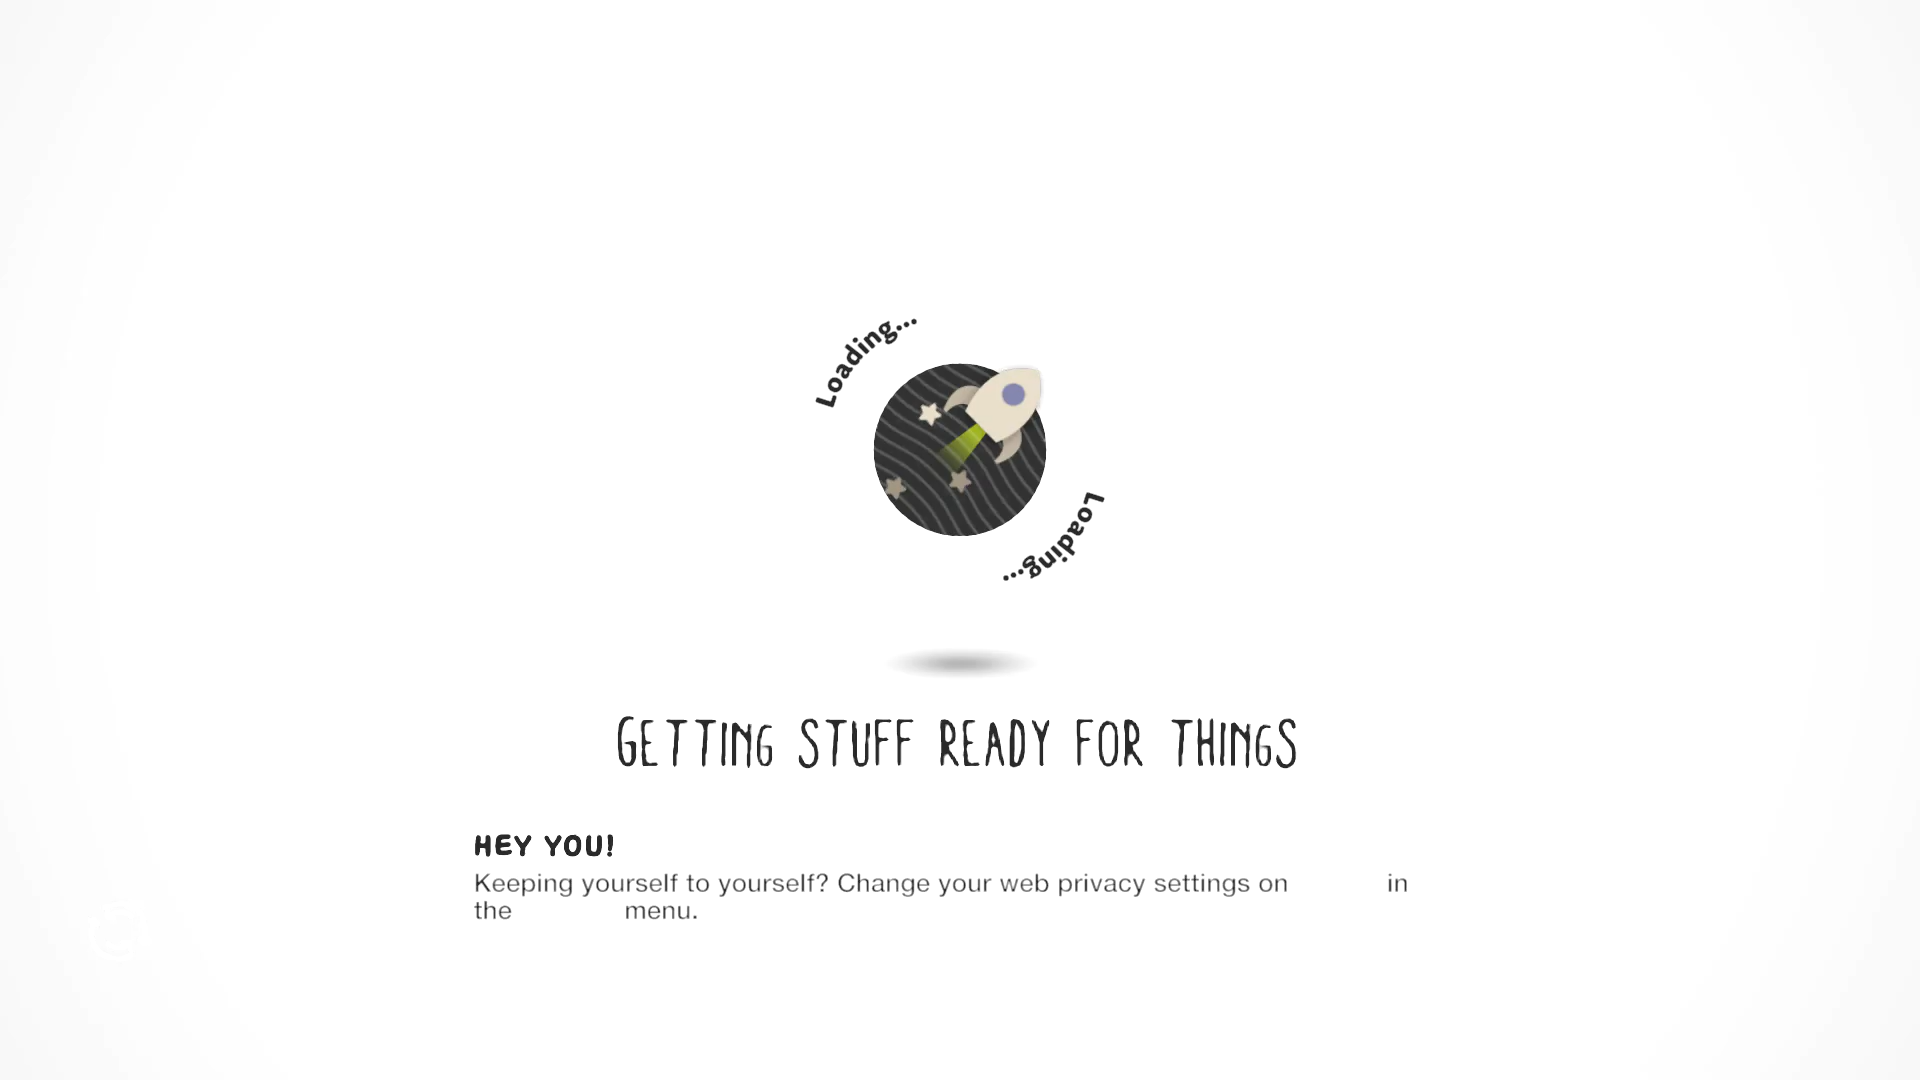 Loading...
Loading...
GETTING STUFF READY FOR THINGS
HEY YOU!
Keeping yourself to yourself? Change your web privacy settings on in
the menu.